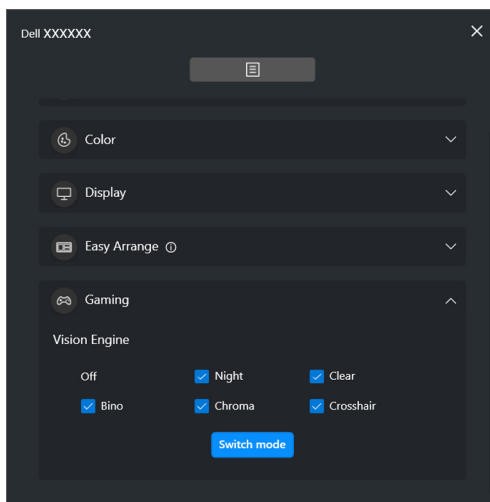 Dell XXXXXX
Color
Display
Easy Arrange
Gaming
Vision Engine
Off Night Clear
Bino Chroma Crosshair
Switch mode